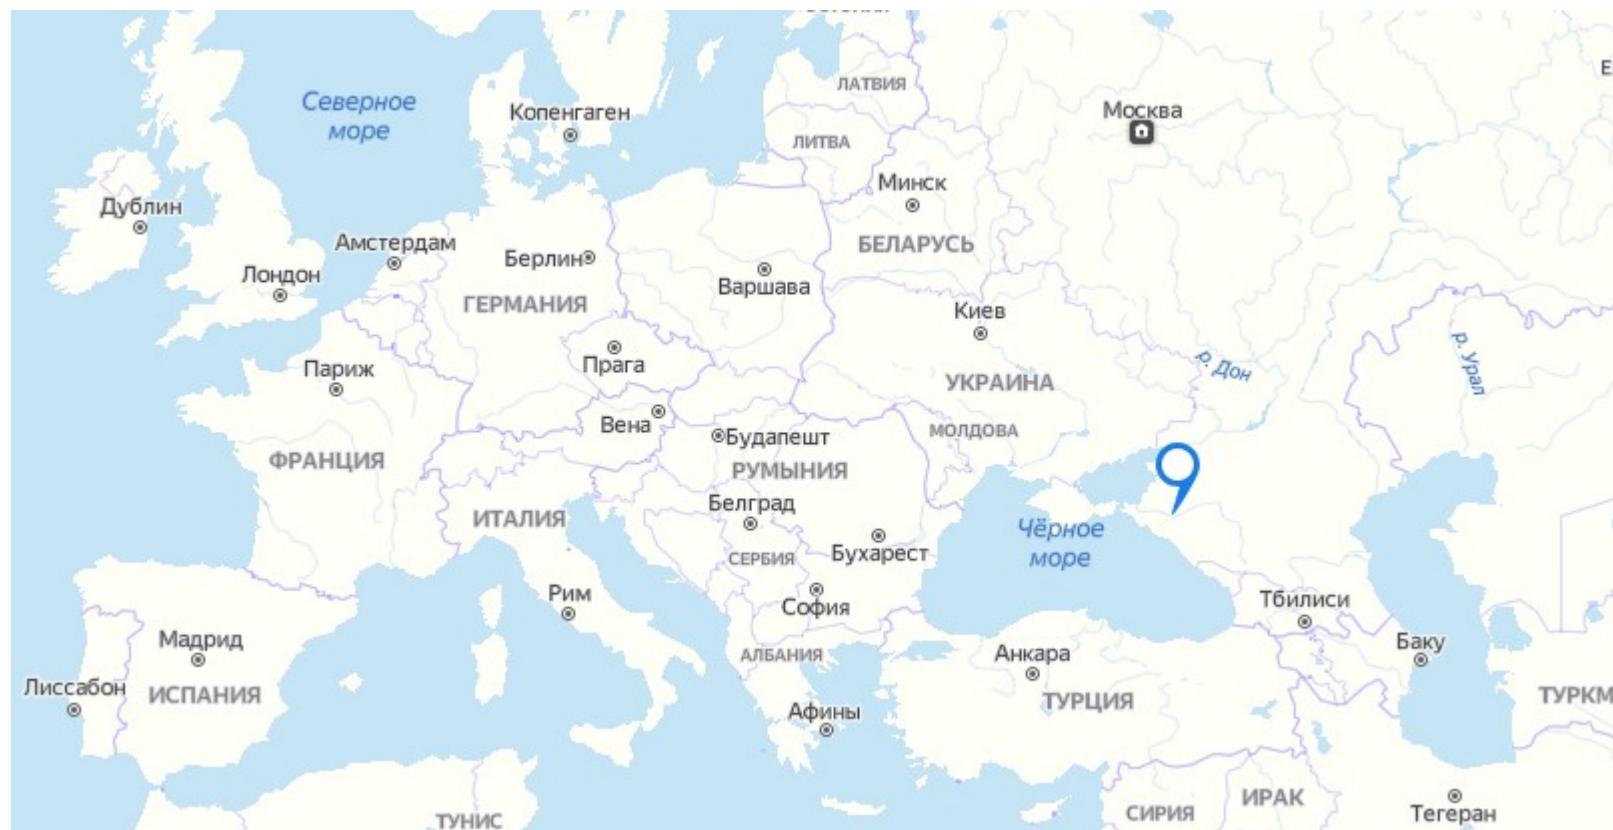 ЛАТВИЯ
Северное
море
Копенгаген
Москва
ЛИТВА
Минск
Дублин
Амстердам
БЕЛАРУСЬ
Берлин
Лондон
Варшава
ГЕРМАНИЯ
Киев
р. Дон
р. Урал
Париж
Прага
УКРАИНА
Вена
МОЛДОВА
Будапешт
ФРАНЦИЯ
РУМЫНИЯ
Белград
ИТАЛИЯ
Чёрное
море
СЕРБИЯ
Бухарест
Рим
София
Тбилиси
Мадрид
Баку
АЛБАНИЯ
Анкара
Лиссабон
ИСПАНИЯ
ТУРЦИЯ
ТУРКМ
Афины
ИРАК
СИРИЯ
Тегеран
ТУНИС